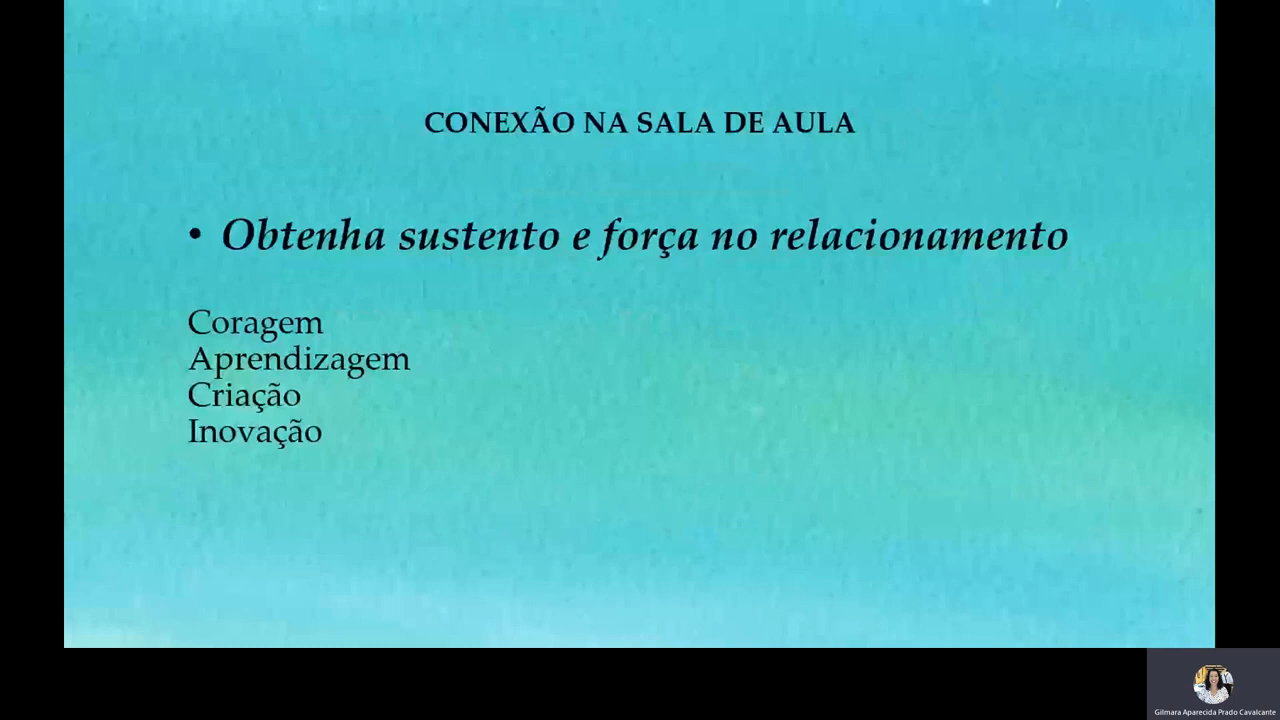 CONEXÃO NA SALA DE AULA
• Obtenha sustento e força no relacionamento
Coragem
Aprendizagem
Criação
Inovação
Gilmara Aparecida Prado Cavalcante